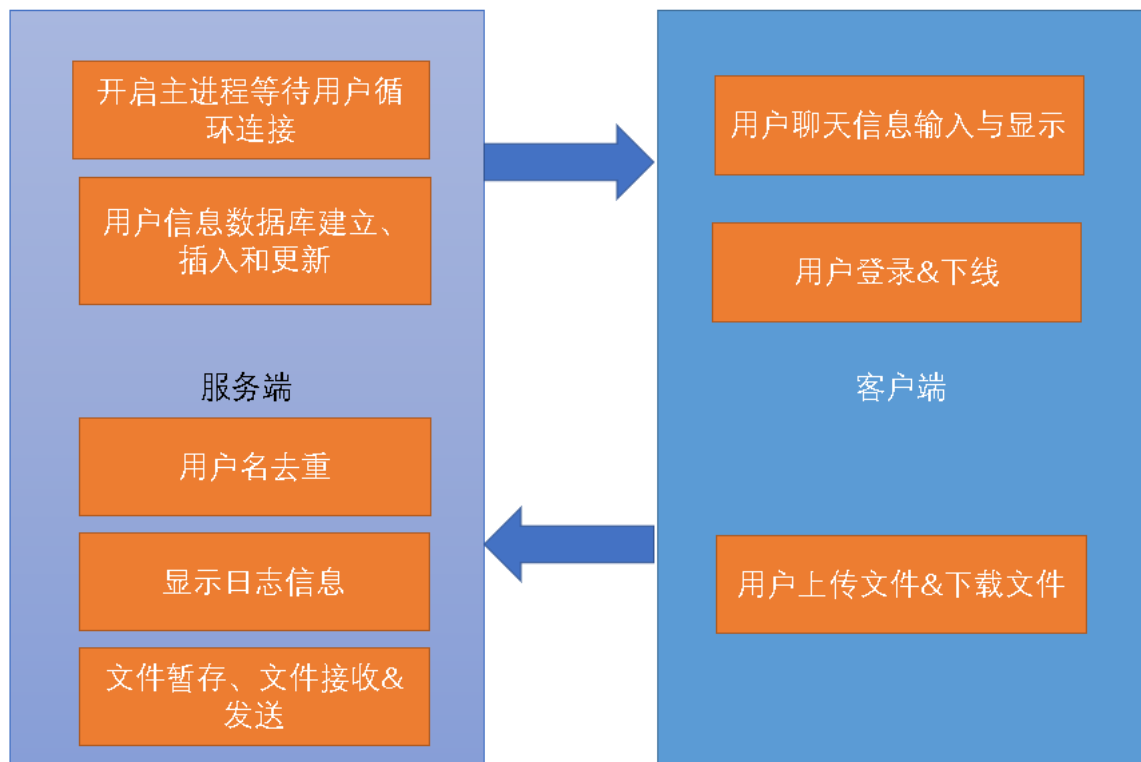 开启主进程等待用户循
环连接
用户信息数据库建立、
插入和更新
服务端
用户名去重
显示日志信息
文件暂存、文件接收&
发送
用户聊天信息输入与显示
用户登录&下线
客户端
用户上传文件&下载文件